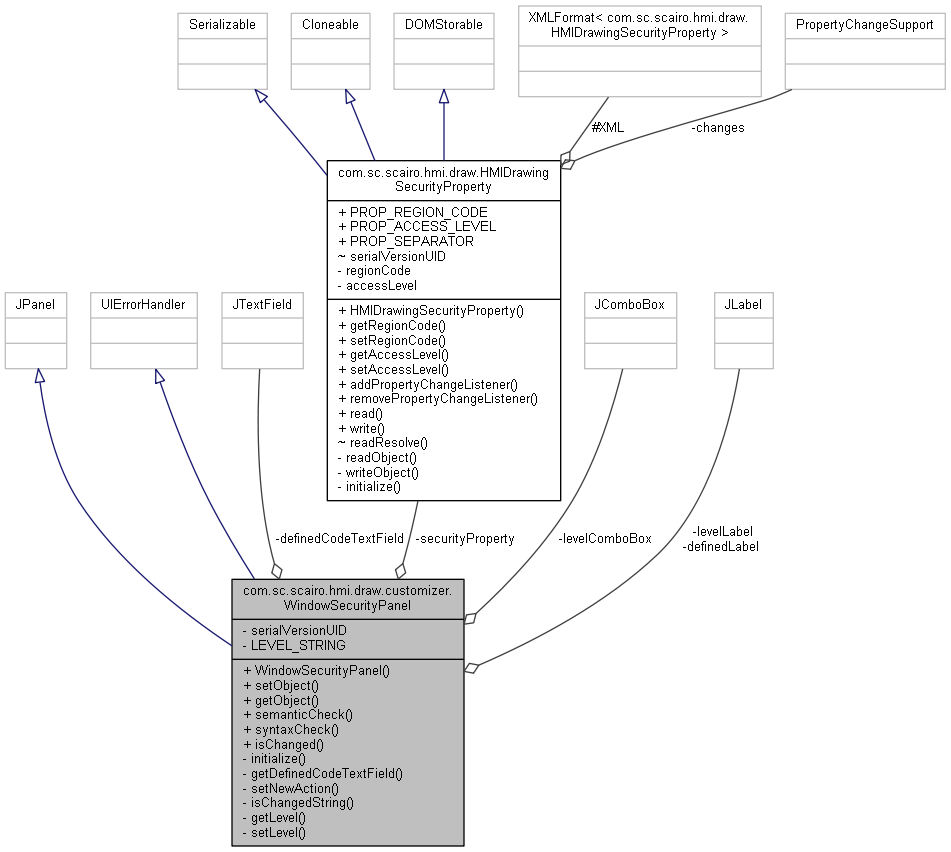 Serializable
Cloneable
DOMStorable
XMLFormat< com.sc.scairo.hmi.draw.
HMIDrawingSecurityProperty >
PropertyChangeSupport
#XML
-changes
com.sc.scairo.hmi.draw.HMIDrawing
SecurityProperty
+ PROP_REGION_CODE
+ PROP_ACCESS_LEVEL
+ PROP_SEPARATOR
~ serialVersionUID
- regionCode
- accessLevel
+ HMIDrawingSecurityProperty()
+ getRegionCode()
+ setRegionCode()
+ getAccessLevel()
+ setAccessLevel()
+ addPropertyChangeListener()
+ removePropertyChangeListener()
+ read()
+ write()
~ readResolve()
- readObject()
- writeObject()
- initialize()
JPanel
UIErrorHandler
JTextField
JComboBox
JLabel
-definedCodeTextField
-securityProperty
-levelComboBox
-levelLabel
-definedLabel
com.sc.scairo.hmi.draw.customizer.
WindowSecurityPanel
- serialVersionUID
- LEVEL_STRING
+ WindowSecurityPanel()
+ setObject()
+ getObject()
+ semanticCheck()
+ syntaxCheck()
+ isChanged()
- initialize()
- getDefinedCodeTextField()
- setNewAction()
- isChangedString()
- getLevel()
- setLevel()